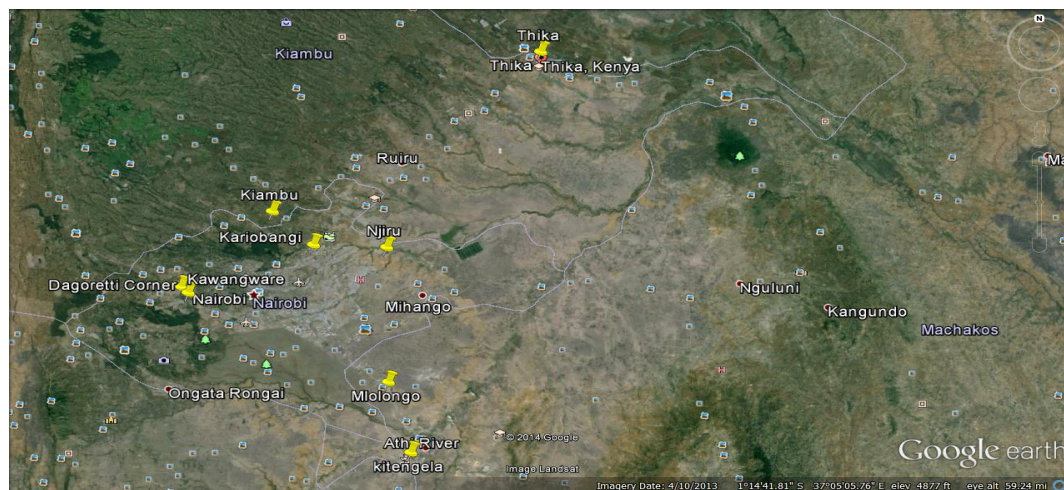 N
Thika
Kiambu
Thika Thika, Kenya
Ruiru
Kiambu
Kariobangi
Njiru
Dagoretti Corner
Kawangware
Nairobi
Nairobi
Mihango
Nguluni
Kangundo
Machakos
Ongata Rongai
Mlolongo
Athi River
kitengela
© 2014 Google
Image Landsat
Google earth
Imagery Date: 4/10/2013 1°14'41.81" S 37°05'05.76" E elev 4877 ft eye alt 59.24 mi